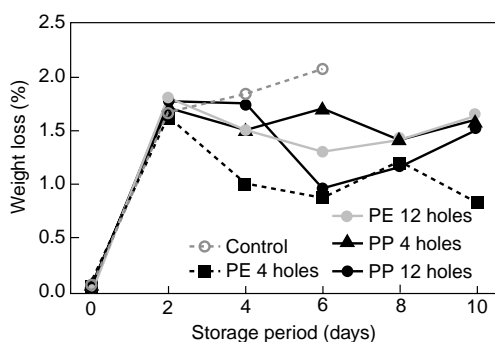 2.5
2.0
1.5
1.0
0.5
0.0
Weight loss (%)
PE 12 holes
Control
PP 4 holes
PE 4 holes
PP 12 holes
0 2 4 6 8 10
Storage period (days)